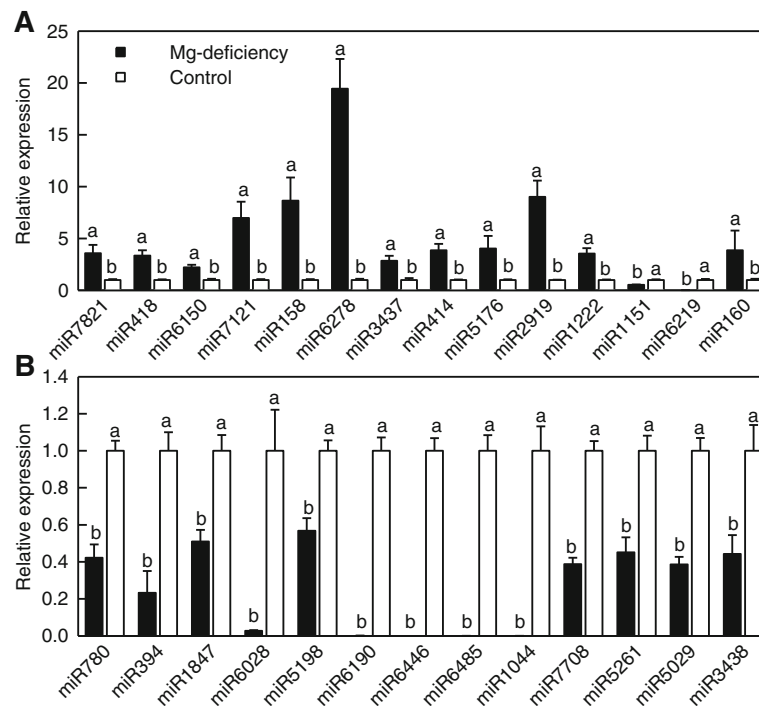 A
Relative expression
25
20
15
10
5
0
Mg-deficiency
Control
a b a b a b a b a b a b a b a b a b a b a b b a b a a b
miR7821 miR418 miR6150 miR7121 miR158 miR6278 miR3437 miR414 miR5176 miR2919 miR1222 miR1151 miR6219 miR160
B
Relative expression
1.4
1.2
1.0
0.8
0.6
0.4
0.2
0.0
b a b a b a b a b a b a b a b a b a b a b a b a b a
miR780 miR394 miR1847 miR6028 miR5198 miR6190 miR6446 miR6485 miR1044 miR7708 miR5261 miR5029 miR3438